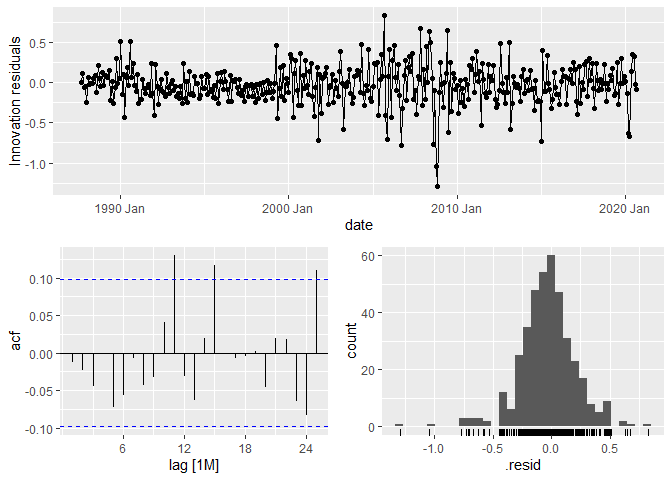 Innovation residuals
0.5
0.0
-0.5
-1.0
1990 Jan 2000 Jan 2010 Jan 2020 Jan
date
acf
0.10
0.05
0.00
-0.05
-0.10
6 12 18 24
lag [1M]
count
60
40
20
0
-1.0 -0.5 0.0 0.5
.resid